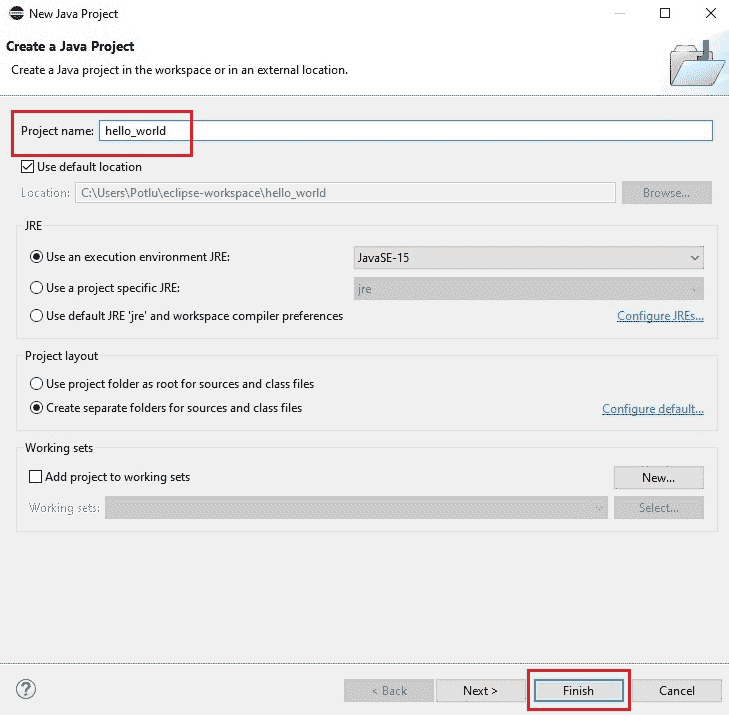 New Java Project
Create a Java Project
Create a Java project in the workspace or in an external location.
Project name: hello_world
Use default location
Location: C:\Users\Potlu\eclipse-workspace\hello_world Browse...
JRE
Use an execution environment JRE: JavaSE-15
Use a project specific JRE: jre
Use default JRE 'jre' and workspace compiler preferences Configure JREs...
Project layout
Use project folder as root for sources and class files
Create separate folders for sources and class files Configure default...
Working sets
Add project to working sets New...
Working sets: Select...
? < Back Next > Finish Cancel